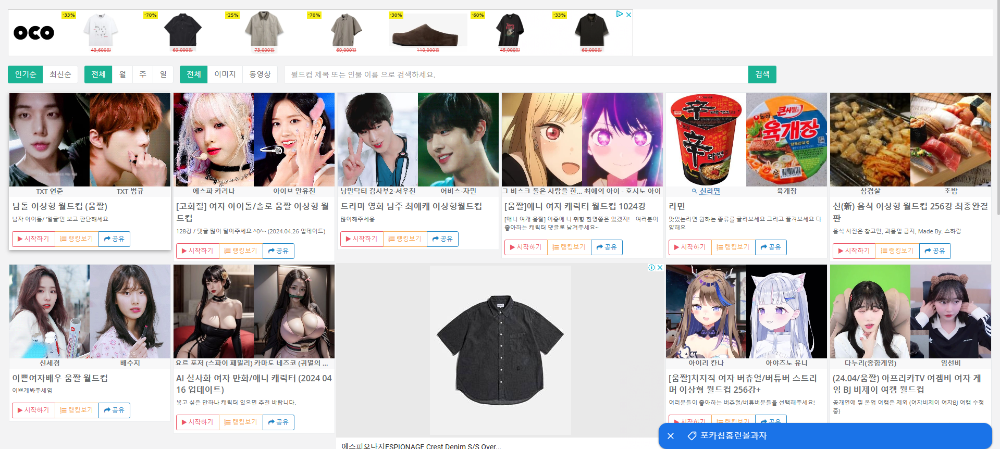 oco
-33%
43,600원
-70%
69,000원
-25%
73,000원
-70%
69,000원
-30%
110,000원
-60%
45,000원
-33%
60,000원
인기순 최신순 전체 월 주 일 전체 이미지 동영상 월드컵 제목 또는 인물 이름 으로 검색하세요. 검색
TXT 연준 TXT 범규
남돌 이상형 월드컵 (움짤)
남자 아이돌/ '얼굴'만 보고 판단해세요
시작하기 랭킹보기 공유
에스파 카리나 아이브 안유진
[고화질] 여자 아이돌/솔로 움짤 이상형 월
드컵
128강 / 댓글 많이 달아주세요 ^0^~ (2024.04.26 업데이트)
시작하기 랭킹보기 공유
낭만닥터 김사부2-서우진 어비스-차민
드라마 영화 남주 최애캐 이상형월드컵
많이해주세용
시작하기 랭킹보기 공유
그 비스크 돌은 사랑을 한... 최애의 아이 - 호시노 아이
[움짤]애니 여자 캐릭터 월드컵 1024강
[애니 여캐 움짤] 이중에 니 취향 한명쯤은 있겠지! 여러분이
좋아하는 캐릭터 댓글로 남겨주세요~
시작하기 랭킹보기 공유
辛
辛
라면
큰사발면
육개장
한국인의 맛
신라면 육개장
라면
맛있는라면 원하는 종류를 골라보세요 그리고 즐겨보세요 다
양해요
시작하기 랭킹보기 공유
삼겹살 초밥
신(新) 음식 이상형 월드컵 256강 최종완결
판
음식 사진은 참고만, 과몰입 금지, Made By. 스하랑
시작하기 랭킹보기 공유
신세경 배수지
이쁜여자배우 움짤 월드컵
이쁘게봐주세염
시작하기 랭킹보기 공유
요르 포저 (스파이 패밀리) 카마도 네즈코 (귀멸의 ...
AI 실사화 여자 만화/애니 캐릭터 (2024 04
16 업데이트)
넣고 싶은 만화나 캐릭터 있으면 추천 바랍니다.
시작하기 랭킹보기 공유
에스피오나지ESPIONAGE Crest Denim S/S Over...
아이리 칸나 아야츠노 유니
[움짤]치지직 여자 버츄얼/버튜버 스트리
머 이상형 월드컵 256강+
여러분들이 좋아하는 버츄얼/버튜버분들을 선택해주세요!
시작하기 랭킹보기 공유
다누리(종합게임) 임선비
(24.04/움짤) 아프리카TV 여겜비 여자 게
임 BJ 비제이 여캠 월드컵
공개연애 및 본업 여캠은 제외 (여자비제이 여자BJ 여캠 수정
중)
포카칩홈런볼과자